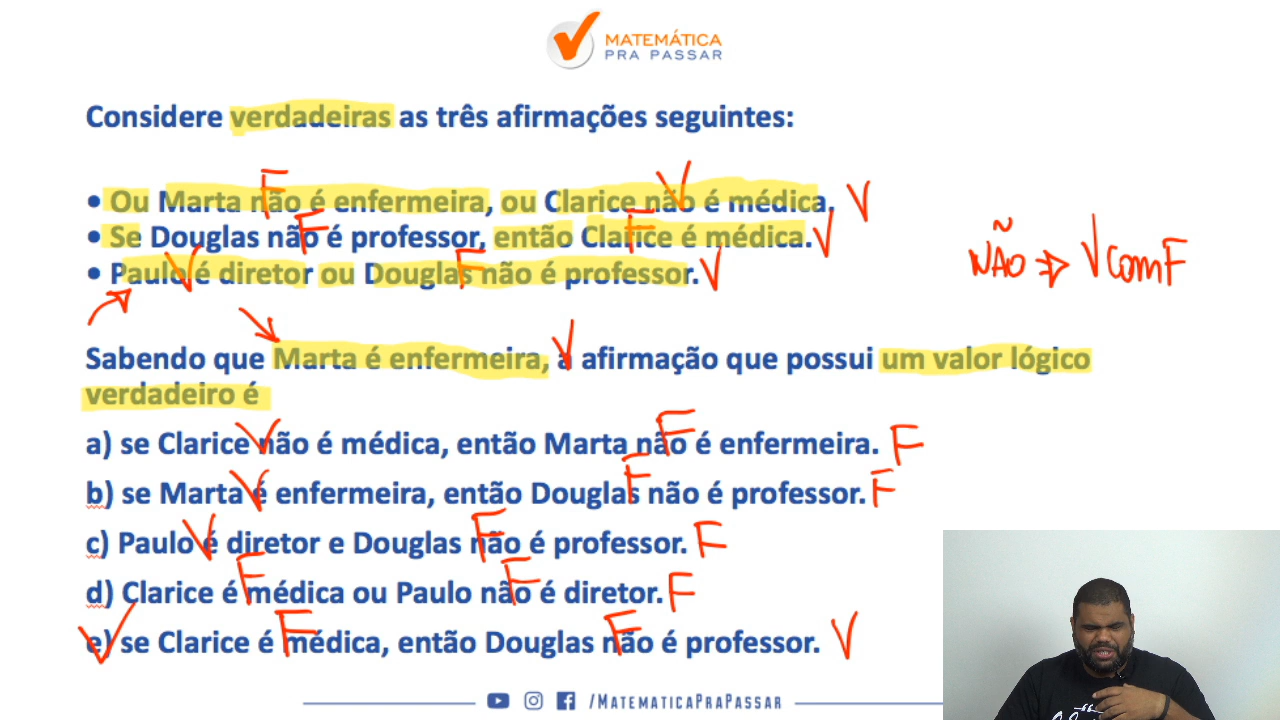 MATEMÁTICA
PRA PASSAR
Considere verdadeiras as três afirmações seguintes:
F V
• Ou Marta não é enfermeira, ou Clarice não é médica. V
F F
• Se Douglas não é professor, então Clarice é médica. V
V F
• Paulo é diretor ou Douglas não é professor. V
NÃO ⇒ V com F
Sabendo que Marta é enfermeira, a afirmação que possui um valor lógico
V
verdadeiro é
V F
a) se Clarice não é médica, então Marta não é enfermeira. F
V F
b) se Marta é enfermeira, então Douglas não é professor. F
V F
c) Paulo é diretor e Douglas não é professor. F
F F
d) Clarice é médica ou Paulo não é diretor. F
F F
e) se Clarice é médica, então Douglas não é professor. V
/MATEMATICAPRAPASSAR